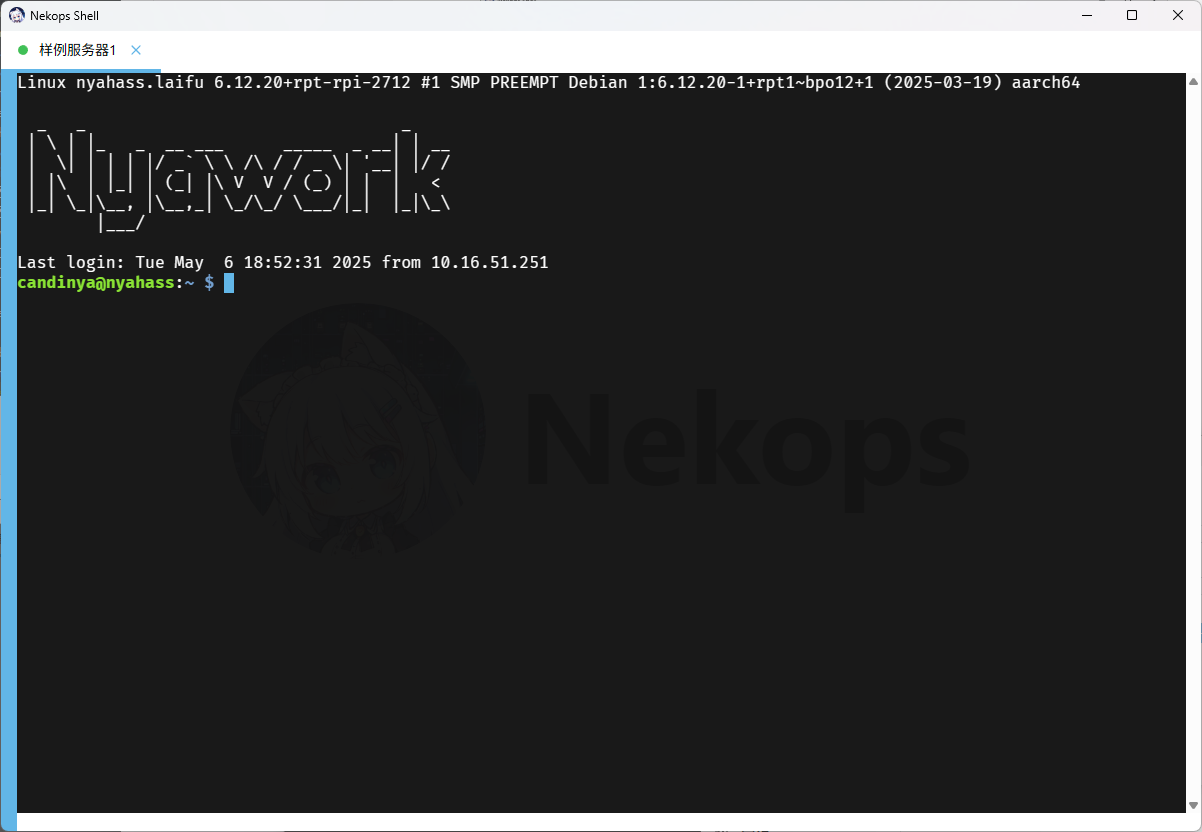 Nekops Shell
样例服务器1
Linux nyahass.laifu 6.12.20+rpt-rpi-2712 #1 SMP PREEMPT Debian 1:6.12.20-1+rpt1~bpo12+1 (2025-03-19) aarch64
Nyawork
Last login: Tue May  6 18:52:31 2025 from 10.16.51.251
candinya@nyahass:~ $
Nekops